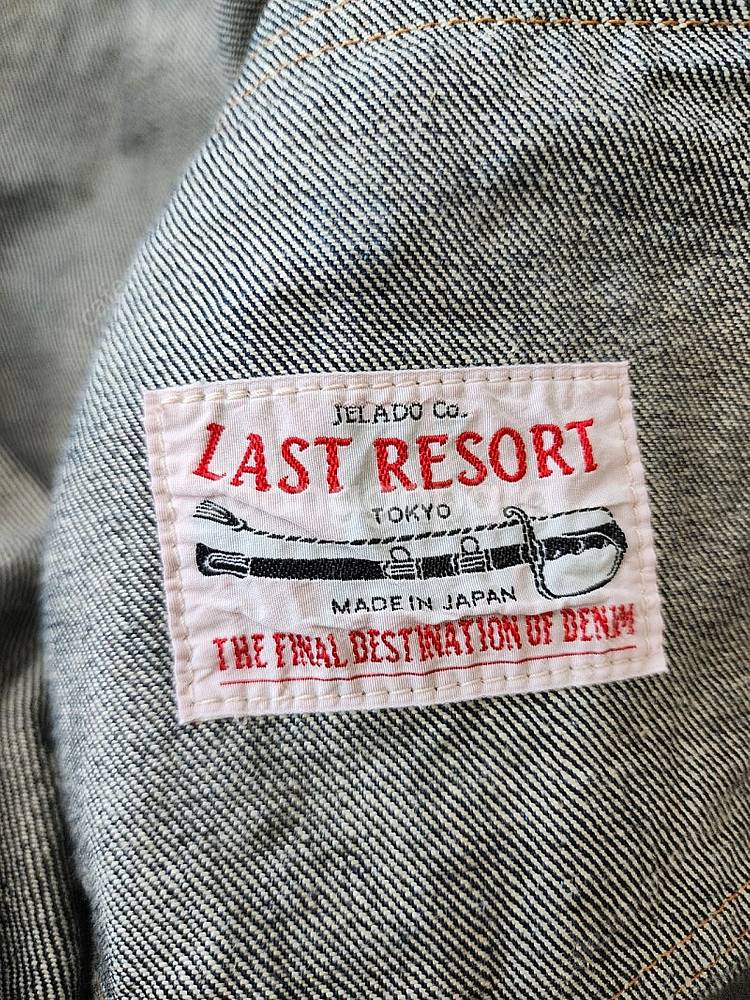 JELADO Co.
LAST RESORT
TOKYO
MADE IN JAPAN
THE FINAL DESTINATION OF DENIM